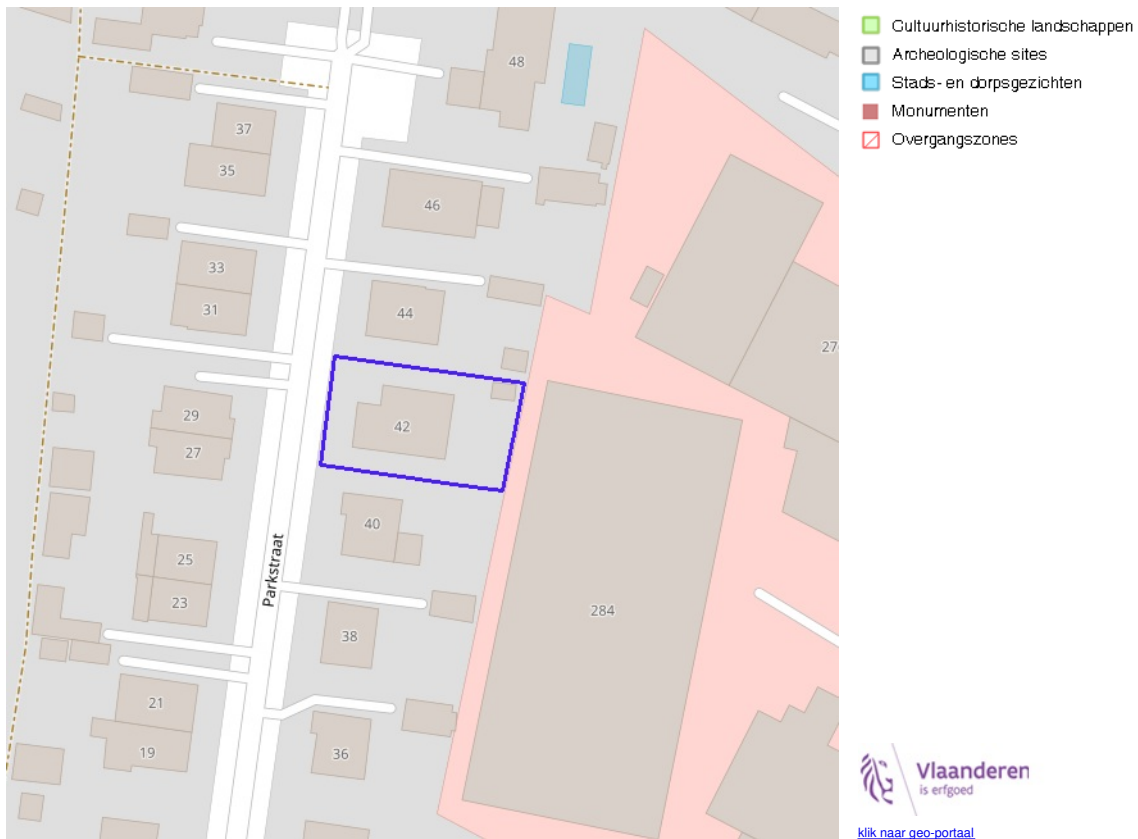 Cultuurhistorische landschappen
Archeologische sites
Stads- en dorpsgezichten
Monumenten
Overgangszones
48
37
35
46
33
31
44
27
29
42
27
40
25
23
Parkstraat
284
38
21
19
36
Vlaanderen
is erfgoed
klik naar geo-portaal